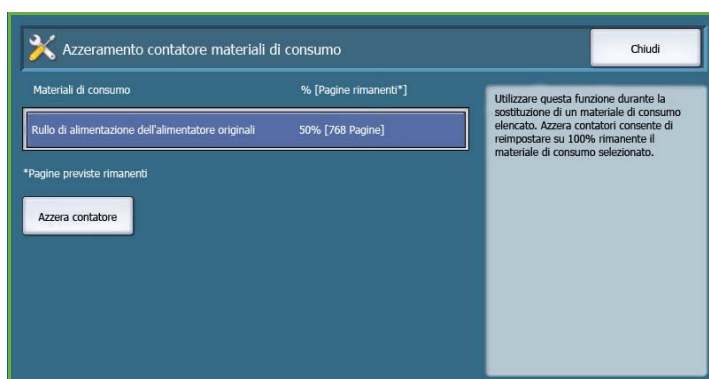 Azzeramento contatore materiali di consumo
Chiudi
Materiali di consumo
% [Pagine rimanenti*]
Rullo di alimentazione dell'alimentatore originali
50% [768 Pagine]
*Pagine previste rimanenti
Azzera contatore
Utilizzare questa funzione durante la
sostituzione di un materiale di consumo
elencato. Azzera contatori consente di
reimpostare su 100% rimanente il
materiale di consumo selezionato.